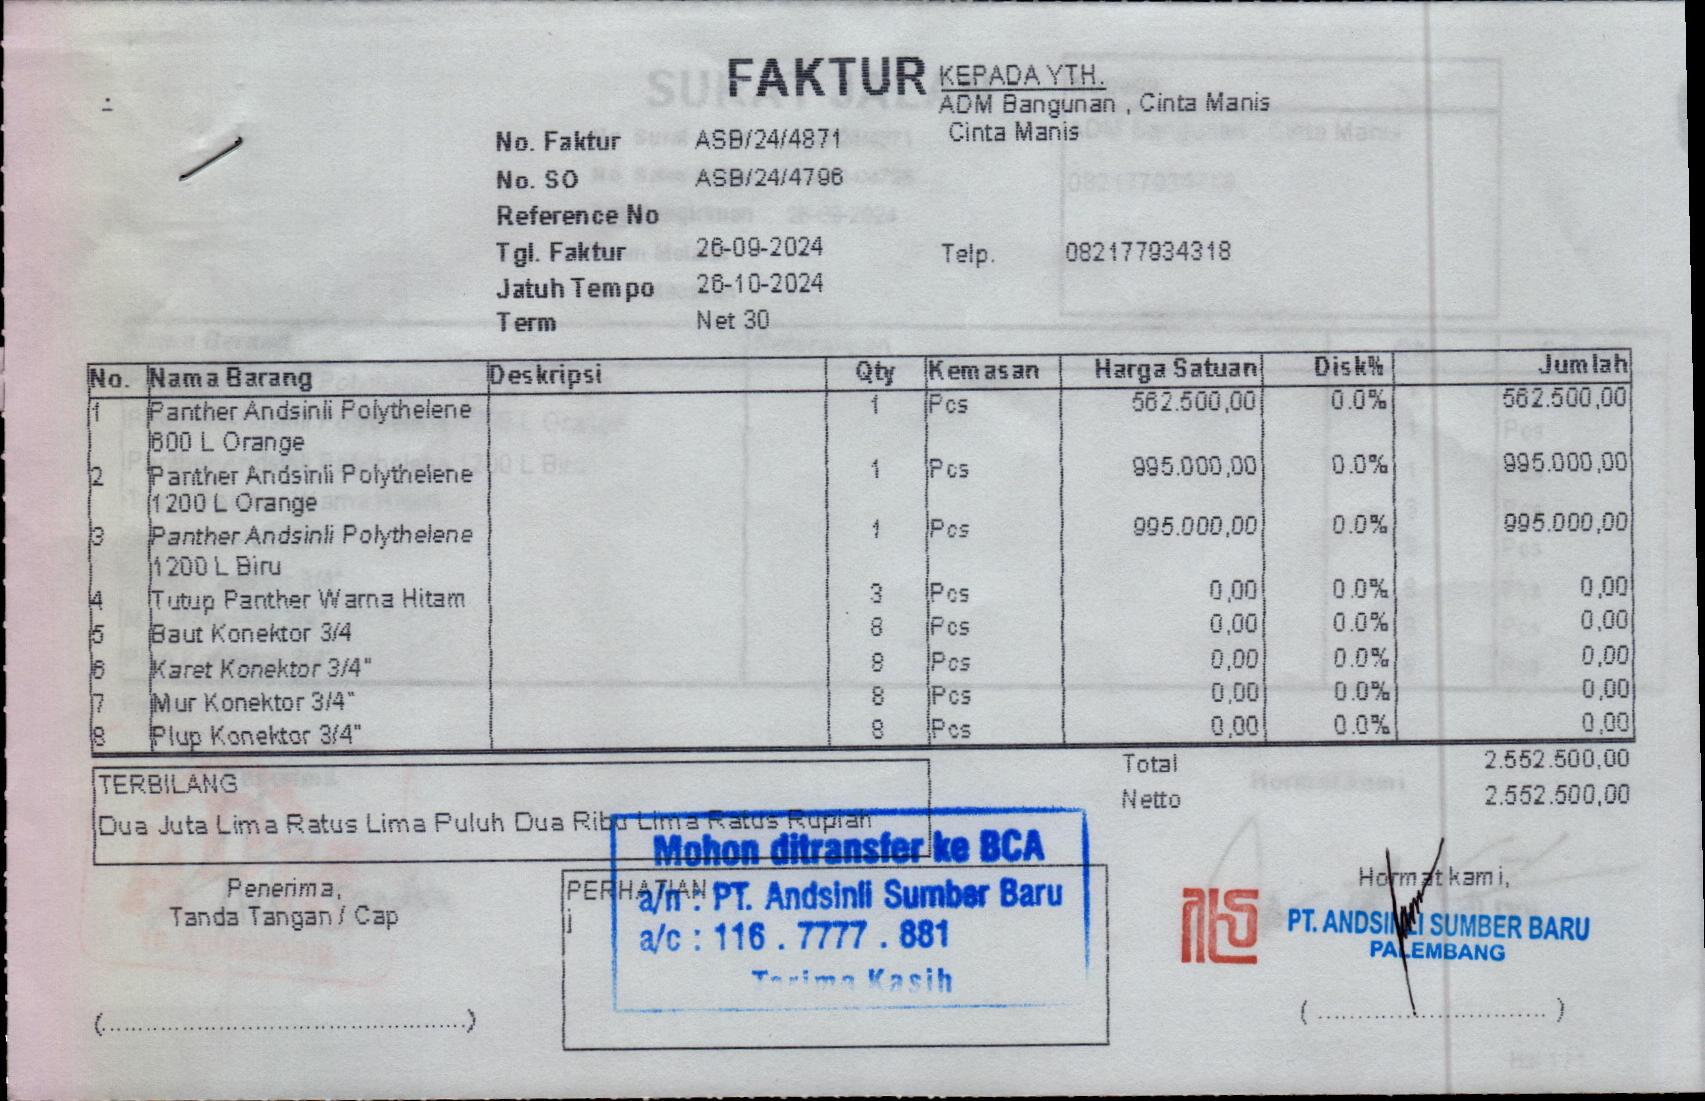 FAKTUR
KEPADA YTH.
ADM Bangunan , Cinta Manis
Cinta Manis
No. Faktur ASB/24/4871
No. SO ASB/24/4796
Reference No
Tgl. Faktur 26-09-2024
Telp. 082177934318
Jatuh Tempo 26-10-2024
Term Net 30
No. Nama Barang Deskripsi Qty Kemasan Harga Satuan Disk% Jumlah
1 Panther Andsinli Polythelene 1 Pcs 562.500,00 0.0% 562.500,00
600 L Orange
2 Panther Andsinli Polythelene 1 Pcs 995.000,00 0.0% 995.000,00
1200 L Orange
3 Panther Andsinli Polythelene 1 Pcs 995.000,00 0.0% 995.000,00
1200 L Biru
4 Tutup Panther Warna Hitam 3 Pcs 0,00 0.0% 0,00
5 Baut Konektor 3/4 8 Pcs 0,00 0.0% 0,00
6 Karet Konektor 3/4" 8 Pcs 0,00 0.0% 0,00
7 Mur Konektor 3/4" 8 Pcs 0,00 0.0% 0,00
8 Plup Konektor 3/4" 8 Pcs 0,00 0.0% 0,00
Total 2.552.500,00
Netto 2.552.500,00
TERBILANG
Dua Juta Lima Ratus Lima Puluh Dua Ribu Lima Ratus Rupiah
Penerima,
Tanda Tangan / Cap
(..................................................)
PERHATIAN
j
Mohon ditransfer ke BCA
a/n : PT. Andsinli Sumber Baru
a/c : 116 . 7777 . 881
Terima Kasih
Hormat kami,
PT. ANDSINLI SUMBER BARU
PALEMBANG
( ............................... )